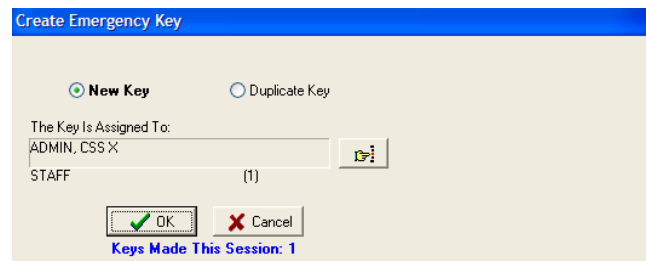 Create Emergency Key
New Key Duplicate Key
The Key Is Assigned To:
ADMIN, CSS X
STAFF (1)
OK Cancel
Keys Made This Session: 1